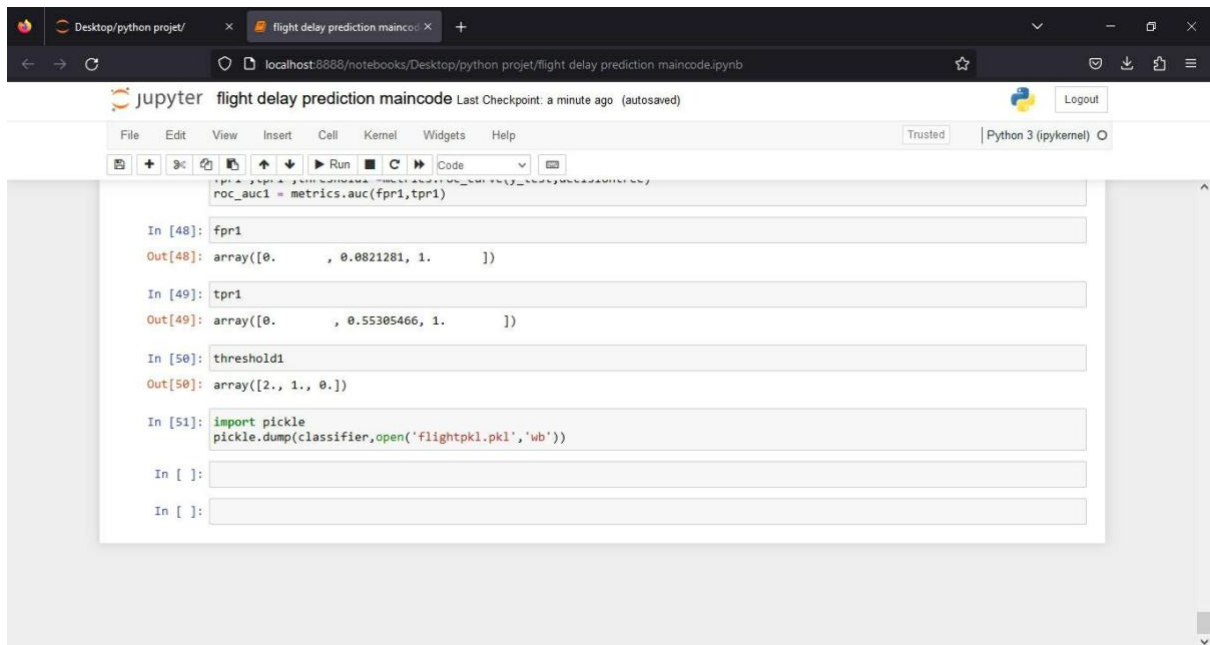 Desktop/python projet/
flight delay prediction maincod
localhost:8888/notebooks/Desktop/python projet/flight delay prediction maincode.ipynb
jupyter flight delay prediction maincode Last Checkpoint: a minute ago (autosaved)
Logout
File Edit View Insert Cell Kernel Widgets Help
Trusted Python 3 (ipykernel)
Run Code
roc_auc1 = metrics.auc(fpr1,tpr1)
In [48]: fpr1
Out[48]: array([0. , 0.0821281, 1. ])
In [49]: tpr1
Out[49]: array([0. , 0.55305466, 1. ])
In [50]: threshold1
Out[50]: array([2., 1., 0.])
In [51]: import pickle
pickle.dump(classifier,open('flightpkl.pkl','wb'))
In [ ]:
In [ ]: